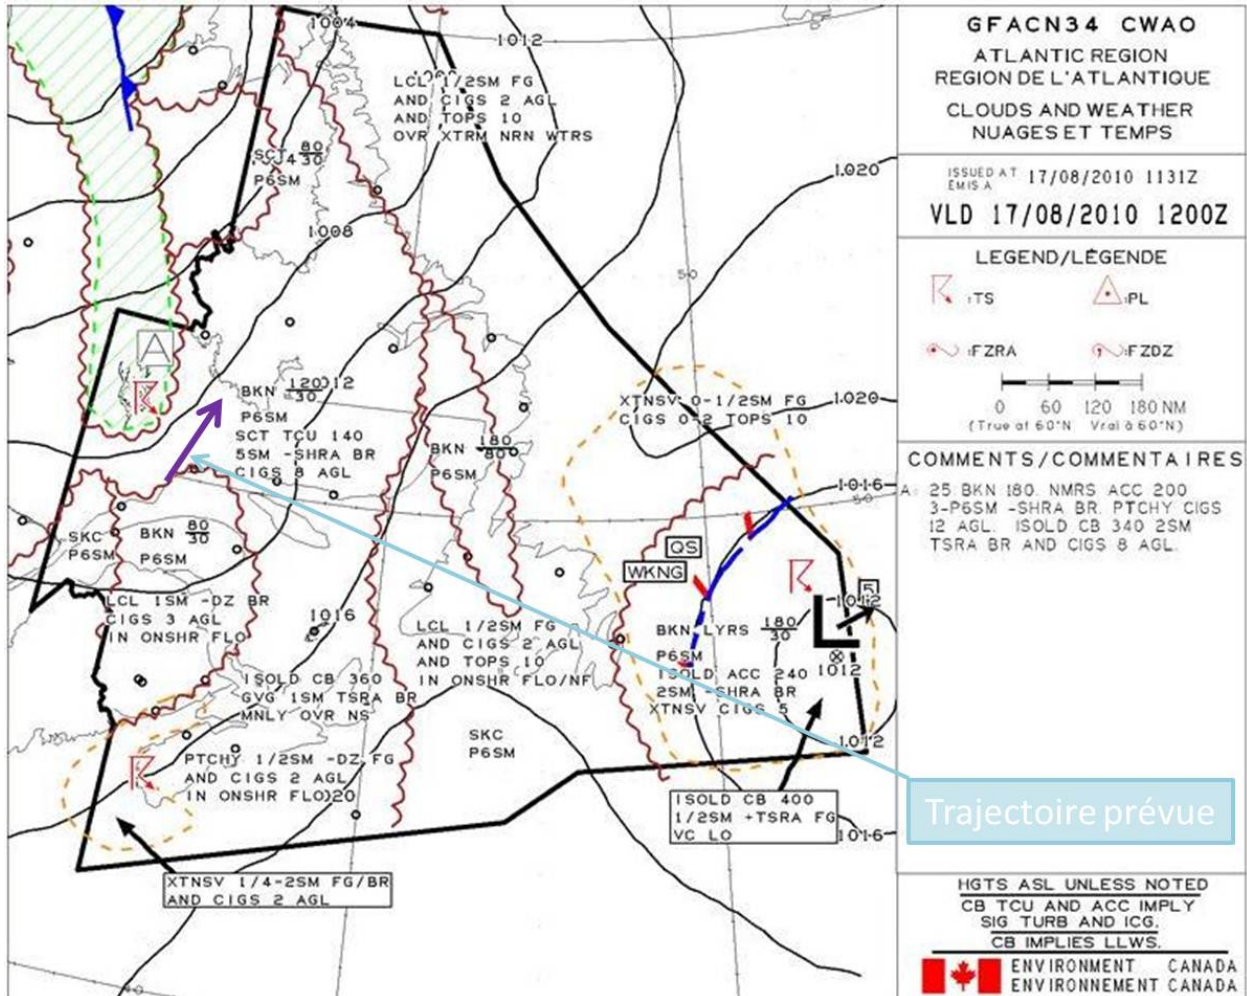 GFACN34 CWAO
ATLANTIC REGION
REGION DE L'ATLANTIQUE
CLOUDS AND WEATHER
NUAGES ET TEMPS
ISSUED AT 17/08/2010 1131Z
ÉMIS A
VLD 17/08/2010 1200Z
LEGEND/LÉGENDE
:TS
:PL
:FZRA
:FZDZ
0 60 120 180 NM
(True at 60°N Vrai à 60°N)
COMMENTS/COMMENTAIRES
A: 25 BKN 180. NMRS ACC 200
3-P6SM -SHRA BR. PTCHY CIGS
12 AGL. ISOLD CB 340 2SM
TSRA BR AND CIGS 8 AGL.
Trajectoire prévue
HGTS ASL UNLESS NOTED
CB TCU AND ACC IMPLY
SIG TURB AND ICG.
CB IMPLIES LLWS.
ENVIRONMENT CANADA
ENVIRONNEMENT CANADA
1004
1012
LCL 1/2SM FG
AND CIGS 2 AGL
AND TOPS 10
OVR XTRM NRN WTRS
80
30
P6SM
1020
1008
50
A
BKN 120
30
P6SM
SCT TCU 140
5SM -SHRA BR
CIGS 8 AGL
BKN 180
80
P6SM
XTNSV 0-1/2SM FG
CIGS 0-2 TOPS 10
1020
1016
50
SKC
P6SM
BKN 80
30
P6SM
QS
WKNG
5
1012
L
1012
LCL 1SM -DZ BR
CIGS 3 AGL
IN ONSHR FLO
1016
LCL 1/2SM FG
AND CIGS 2 AGL
AND TOPS 10
IN ONSHR FLO/NF
BKN LYRS 180
30
P6SM
ISOLD ACC 240
2SM -SHRA BR
XTNSV CIGS 5
ISOLD CB 360
GVG 1SM TSRA BR
MNLY OVR NS
SKC
P6SM
1012
PTCHY 1/2SM -DZ FG
AND CIGS 2 AGL
IN ONSHR FLO
ISOLD CB 400
1/2SM +TSRA FG
VC LO
1016
XTNSV 1/4-2SM FG/BR
AND CIGS 2 AGL
40